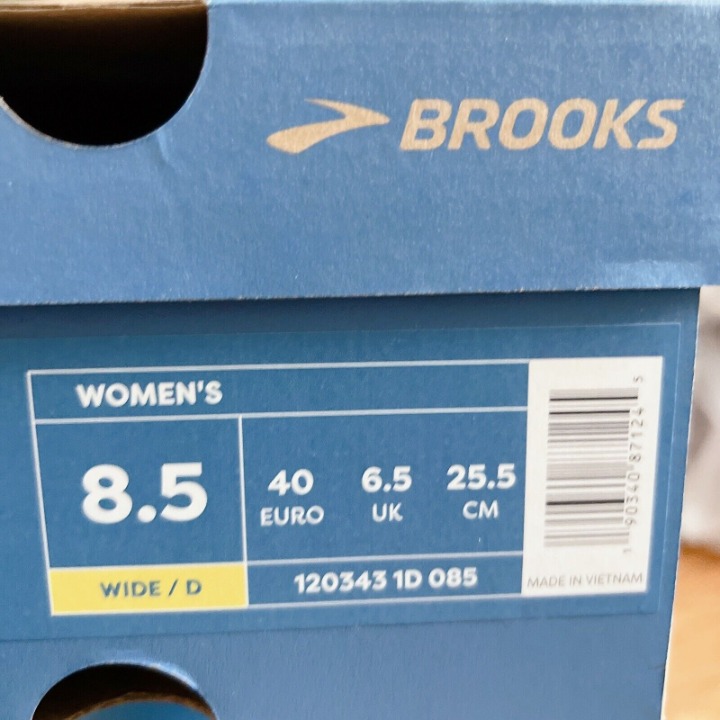 BROOKS
WOMEN'S
8.5
40 6.5 25.5
EURO UK CM
WIDE / D
120343 1D 085
1 90340 87124 5
MADE IN VIETNAM